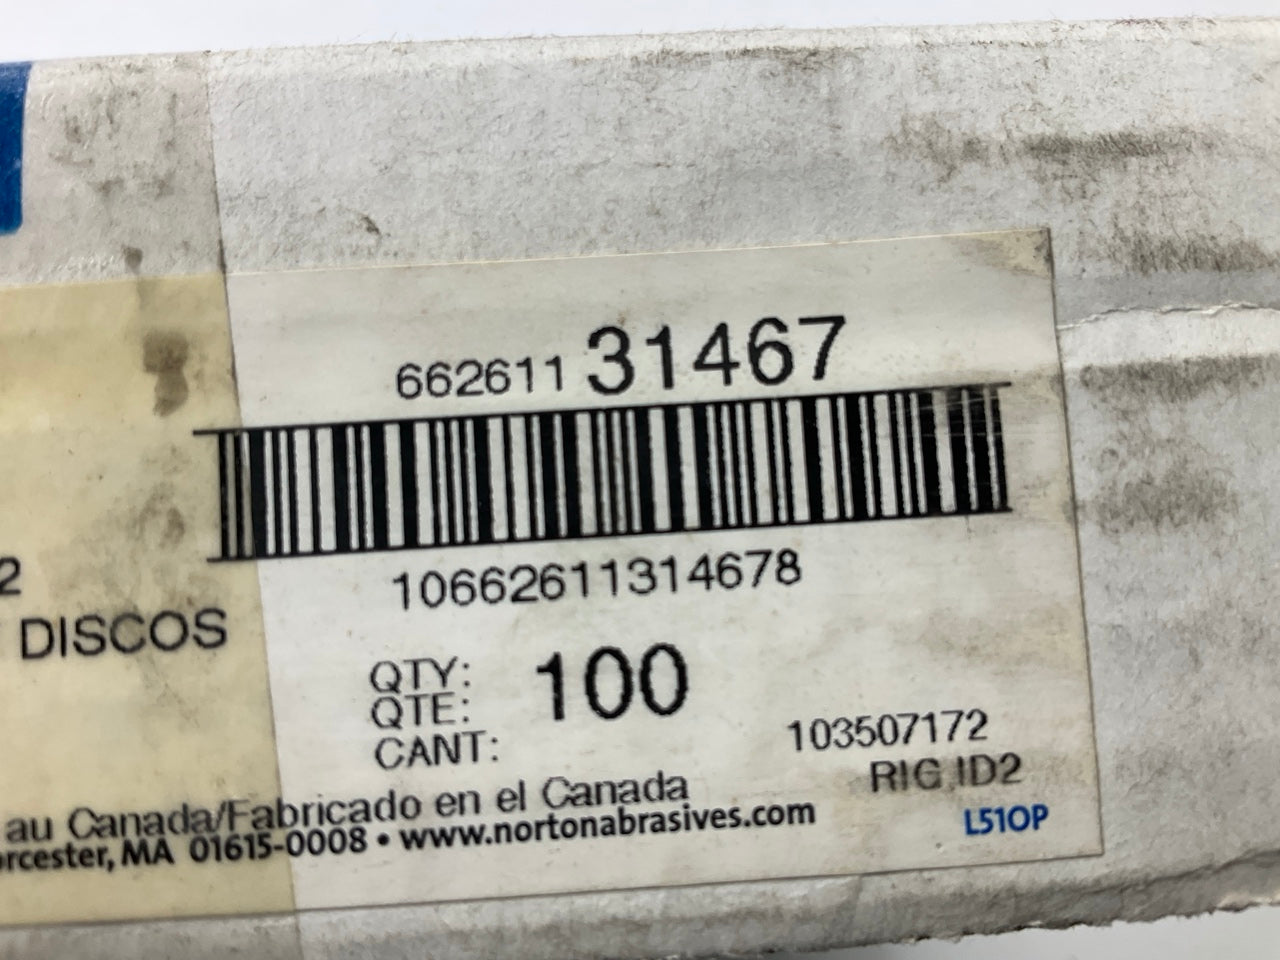 662611 31467
10662611314678
2
DISCOS
QTY: 100
QTE:
CANT:
103507172
RIG,ID2
au Canada/Fabricado en el Canada
orcester, MA 01615-0008 • www.nortonabrasives.com
L51OP